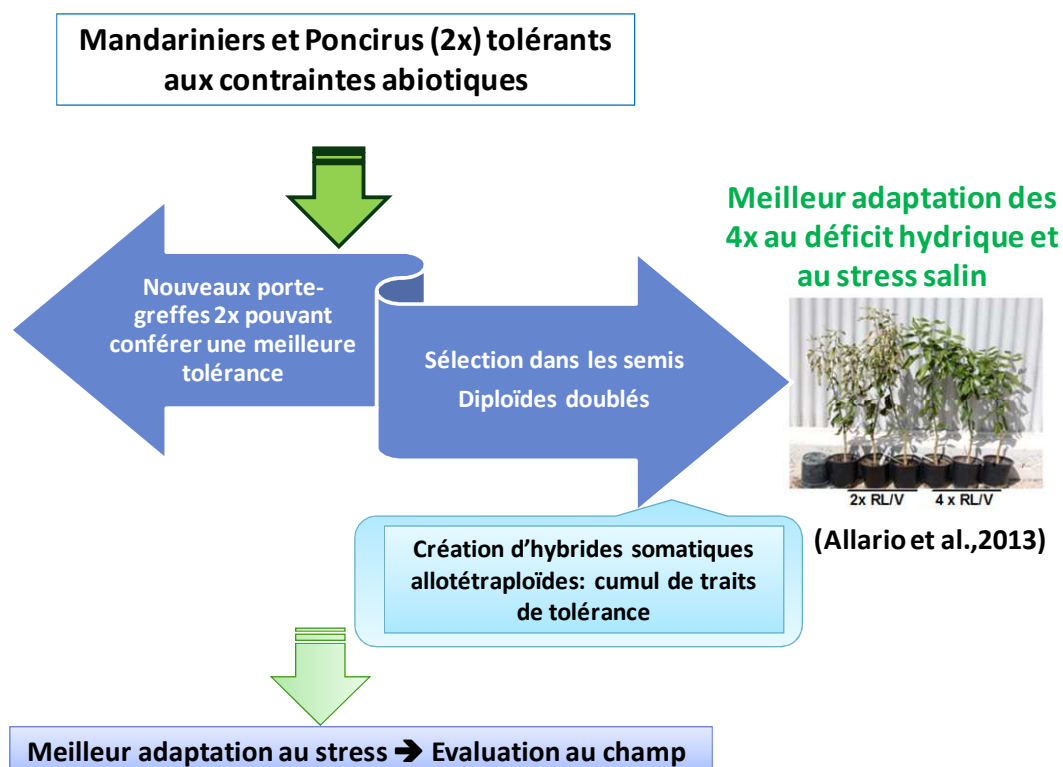 Mandariniers et Poncirus (2x) tolérants
aux contraintes abiotiques
Nouveaux porte-
greffes 2x pouvant
conférer une meilleure
tolérance
Sélection dans les semis
Diploïdes doublés
Meilleur adaptation des
4x au déficit hydrique et
au stress salin
2x RL/V 4 x RL/V
(Allario et al.,2013)
Création d'hybrides somatiques
allotétraploïdes: cumul de traits
de tolérance
Meilleur adaptation au stress ➔ Evaluation au champ